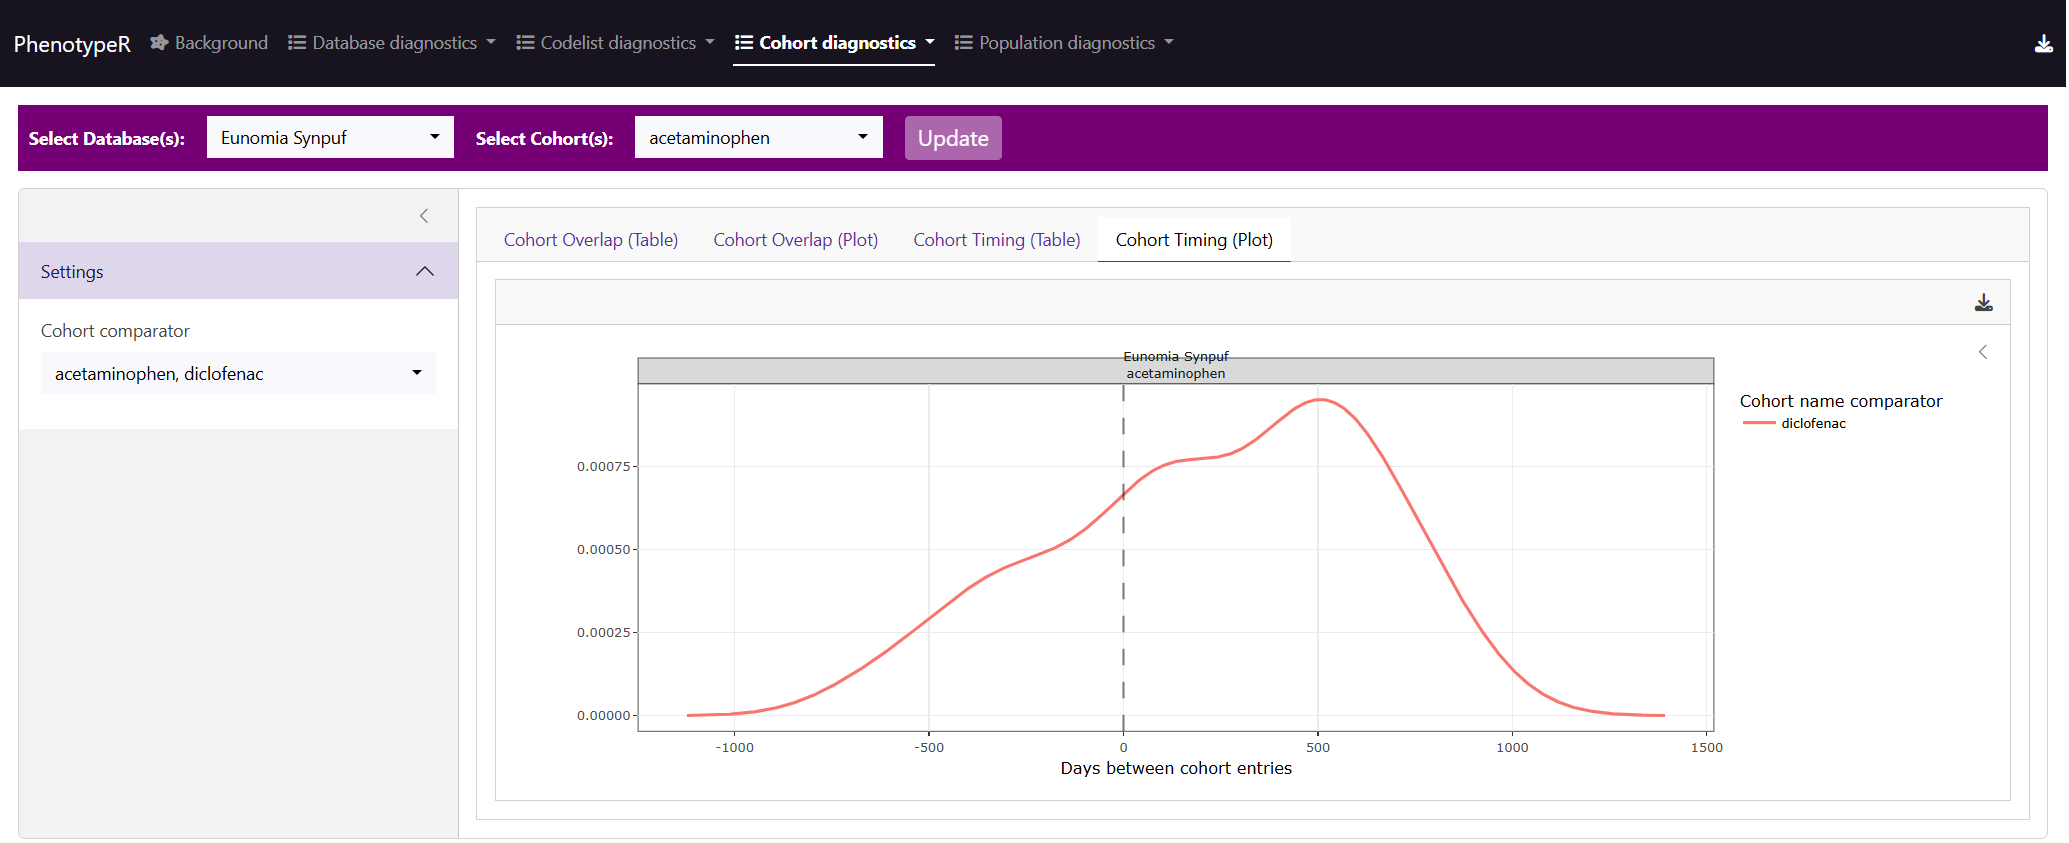 PhenotypeR Background Database diagnostics Codelist diagnostics Cohort diagnostics Population diagnostics
Select Database(s): Eunomia Synpuf Select Cohort(s): acetaminophen Update
Settings
Cohort comparator
acetaminophen, diclofenac
Cohort Overlap (Table) Cohort Overlap (Plot) Cohort Timing (Table) Cohort Timing (Plot)
Eunomia Synpuf
acetaminophen
Cohort name comparator
diclofenac
0.00075
0.00050
0.00025
0.00000
-1000 -500 0 500 1000 1500
Days between cohort entries